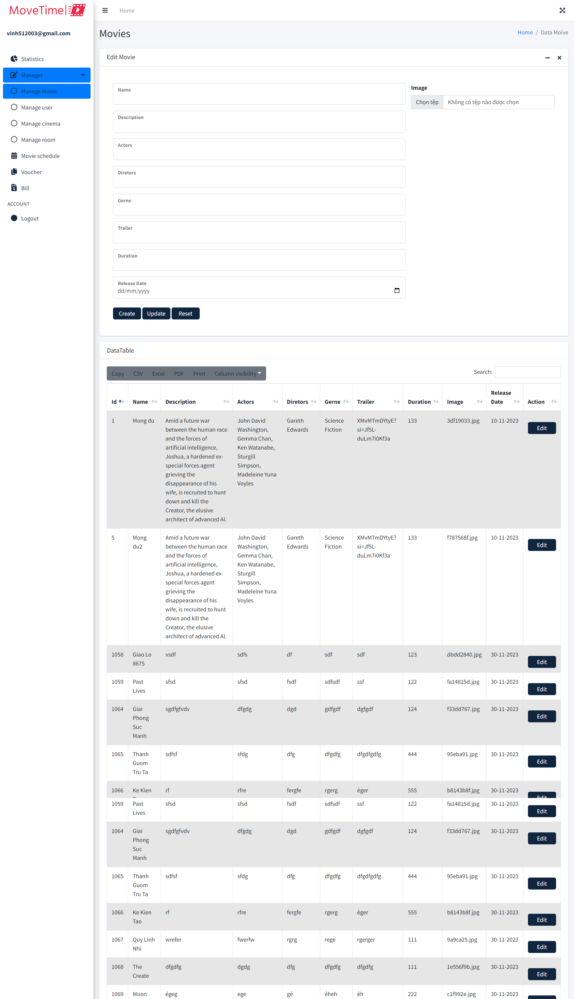 MoveTime
Home
vinh512003@gmail.com
Statistics
Manager
Manage Movie
Manage user
Manage cinema
Manage room
Movie schedule
Voucher
Bill
ACCOUNT
Logout
Movies
Home / Data Moive
Edit Movie
Name
Description
Actors
Diretors
Gerne
Trailer
Duration
Release Date
dd/mm/yyyy
Image
Chọn tệp Không có tệp nào được chọn
Create Update Reset
DataTable
Copy CSV Excel PDF Print Column visibility
Search:
Id Name Description Actors Diretors Gerne Trailer Duration Image Release Date Action
1 Mong du Amid a future war John David Gareth Science XMvMTmDYtyE? 133 3df19033.jpg 10-11-2023
between the human race Washington, Edwards Fiction si=Jf5L-
Edit
and the forces of Gemma Chan, duLm7i0Kf3a
artificial intelligence, Ken Watanabe,
Joshua, a hardened ex- Sturgill
special forces agent Simpson,
grieving the Madeleine Yuna
disappearance of his Voyles
wife, is recruited to hunt
down and kill the
Creator, the elusive
architect of advanced AI.
5 Mong Amid a future war John David Gareth Science XMvMTmDYtyE? 133 f787568f.jpg 10-11-2023
du2 between the human race Washington, Edwards Fiction si=Jf5L-
Edit
and the forces of Gemma Chan, duLm7i0Kf3a
artificial intelligence, Ken Watanabe,
Joshua, a hardened ex- Sturgill
special forces agent Simpson,
grieving the Madeleine Yuna
disappearance of his Voyles
wife, is recruited to hunt
down and kill the
Creator, the elusive
architect of advanced AI.
1058 Giao Lo vsdf sdfs df sdf sdf 123 dbdd2840.jpg 30-11-2023
8675 Edit
1059 Past sfsd sfsd fsdf sdfsdf ssf 122 fa14815d.jpg 30-11-2023
Lives Edit
1064 Giai sgdfgfvdv dfgdg dgd gdfgdf dgfgdf 124 f33dd767.jpg 30-11-2023
Phong Edit
Suc
Manh
1065 Thanh sdfsf sfdg dfg dfgdfg dfgdfgdfg 444 95eba91.jpg 30-11-2023
Guom Edit
Tru Ta
1066 Ke Kien rf rfre fergfe rgerg ẻger 555 b8143b8f.jpg 30-11-2023
Edit
1059 Past sfsd sfsd fsdf sdfsdf ssf 122 fa14815d.jpg 30-11-2023
Lives Edit
1064 Giai sgdfgfvdv dfgdg dgd gdfgdf dgfgdf 124 f33dd767.jpg 30-11-2023
Phong Edit
Suc
Manh
1065 Thanh sdfsf sfdg dfg dfgdfg dfgdfgdfg 444 95eba91.jpg 30-11-2023
Guom Edit
Tru Ta
1066 Ke Kien rf rfre fergfe rgerg ẻger 555 b8143b8f.jpg 30-11-2023
Tao Edit
1067 Quy Linh wrefer fwerfw rgrg rege rgerger 111 9a9ca25.jpg 30-11-2023
Nhi Edit
1068 The dfgdfg dgdg dfg dfgdfg dfgdfg 111 1e556f9b.jpg 30-11-2023
Create Edit
1069 Muon ẻgeg ege gẻ ẻheh ẻh 222 c1f992e.jpg 30-11-2023